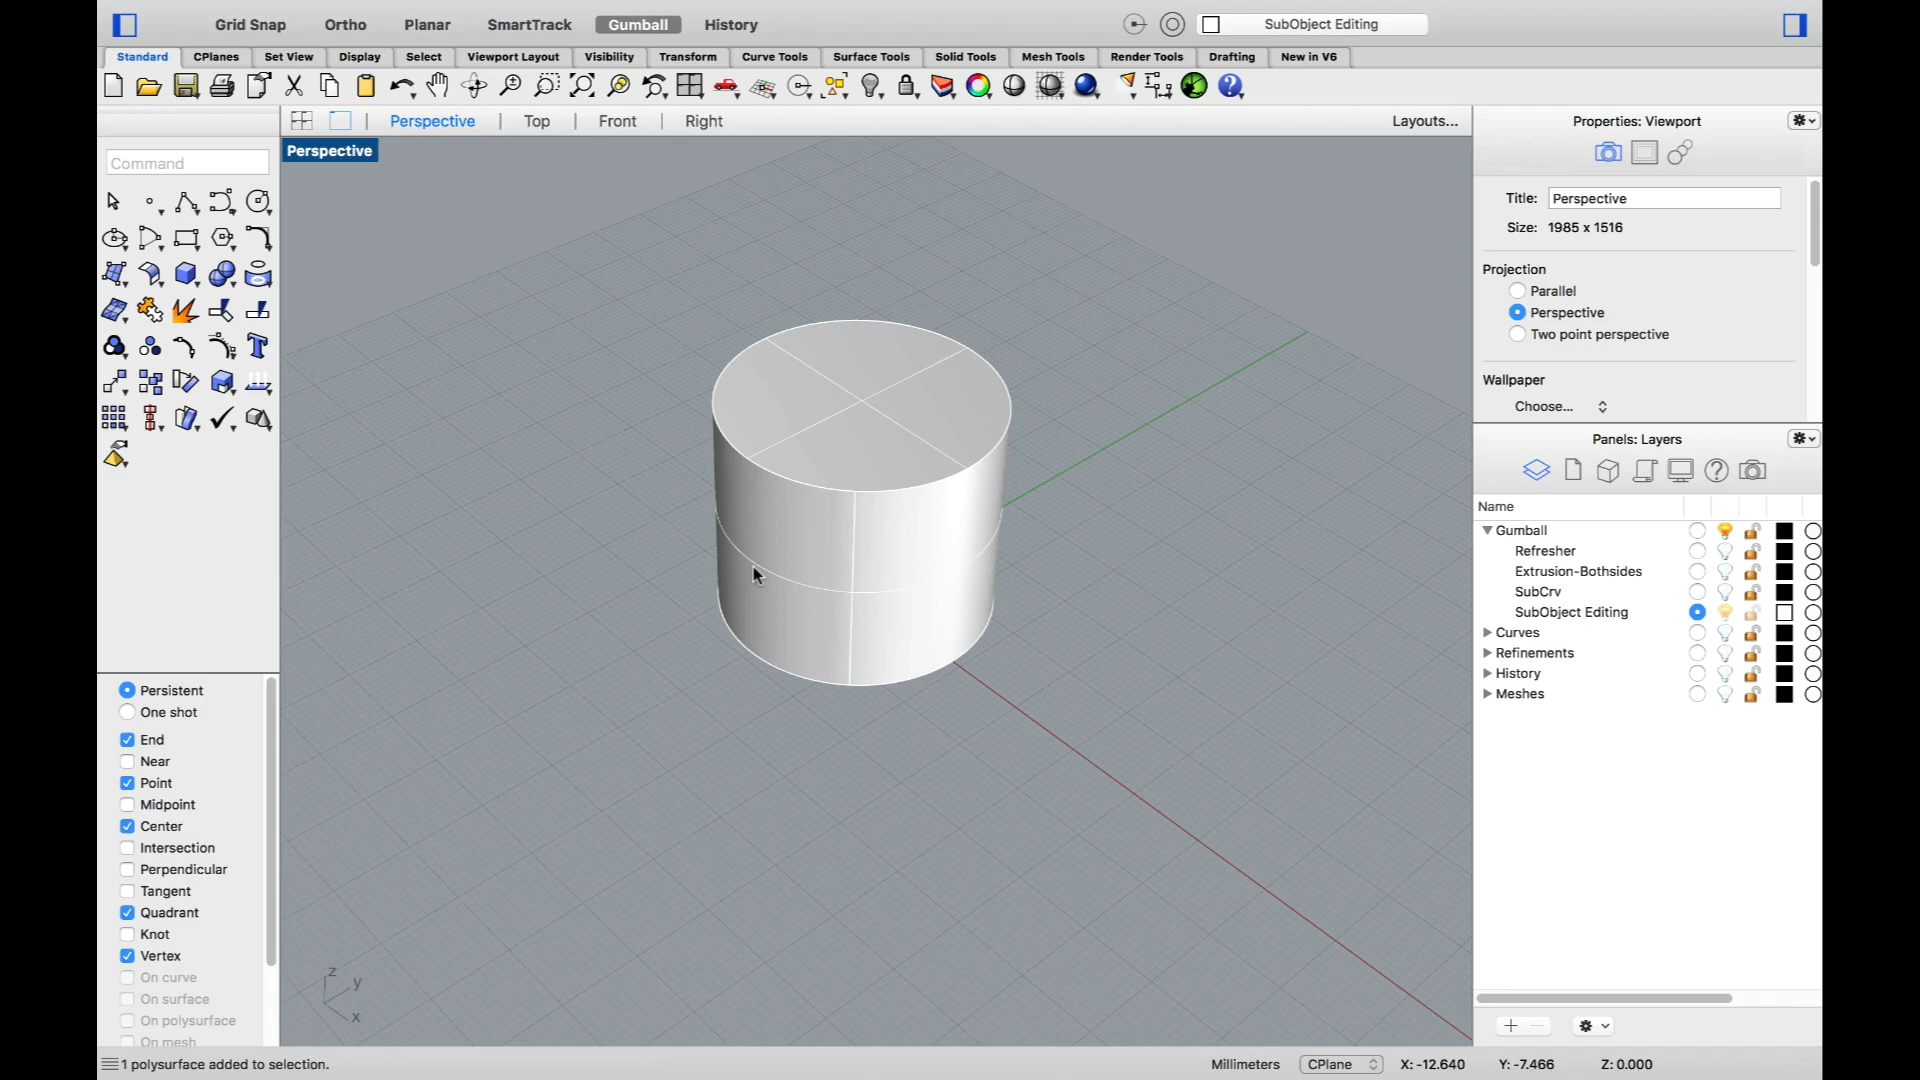 Grid Snap Ortho Planar SmartTrack Gumball History SubObject Editing
Standard CPlanes Set View Display Select Viewport Layout Visibility Transform Curve Tools Surface Tools Solid Tools Mesh Tools Render Tools Drafting New in V6
Perspective Top Front Right Layouts...
Perspective
Command
Persistent
One shot
End
Near
Point
Midpoint
Center
Intersection
Perpendicular
Tangent
Quadrant
Knot
Vertex
On curve
On surface
On polysurface
On mesh
z
y
x
Properties: Viewport
Title: Perspective
Size: 1985 x 1516
Projection
Parallel
Perspective
Two point perspective
Wallpaper
Choose...
Panels: Layers
Name
Gumball
Refresher
Extrusion-Bothsides
SubCrv
SubObject Editing
Curves
Refinements
History
Meshes
1 polysurface added to selection. Millimeters CPlane X: -12.640 Y: -7.466 Z: 0.000